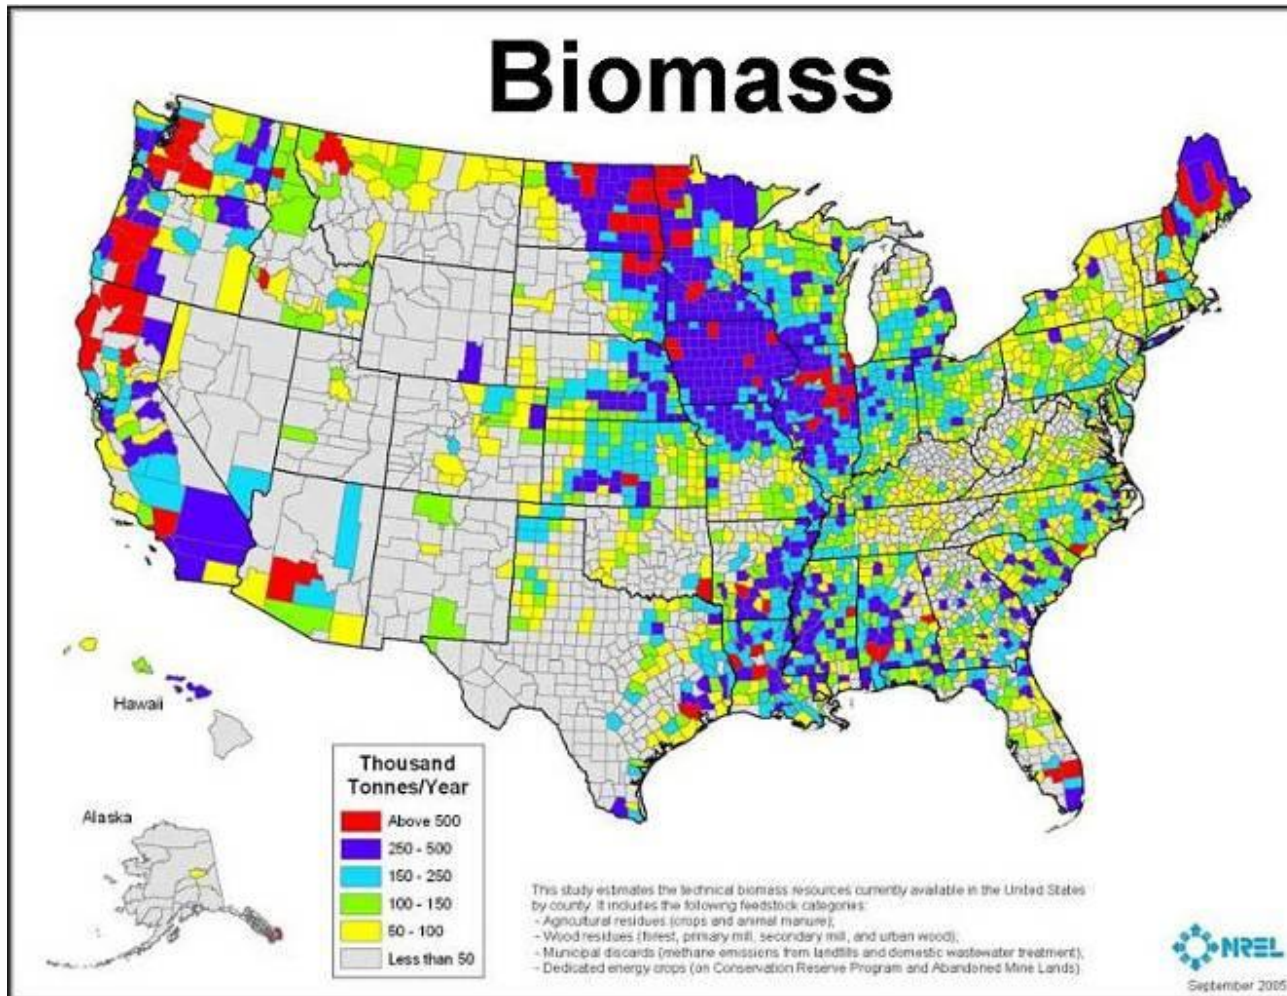 Biomass
Hawaii
Alaska
Thousand
Tonnes/Year
Above 500
250 - 500
150 - 250
100 - 150
50 - 100
Less than 50
This study estimates the technical biomass resources currently available in the United States
by county. It includes the following feedstock categories:
- Agricultural residues (crops and animal manure);
- Wood residues (forest, primary mill, secondary mill, and urban wood);
- Municipal discards (methane emissions from landfills and domestic wastewater treatment);
- Dedicated energy crops (on Conservation Reserve Program and Abandoned Mine Lands)
NREL
September 2005